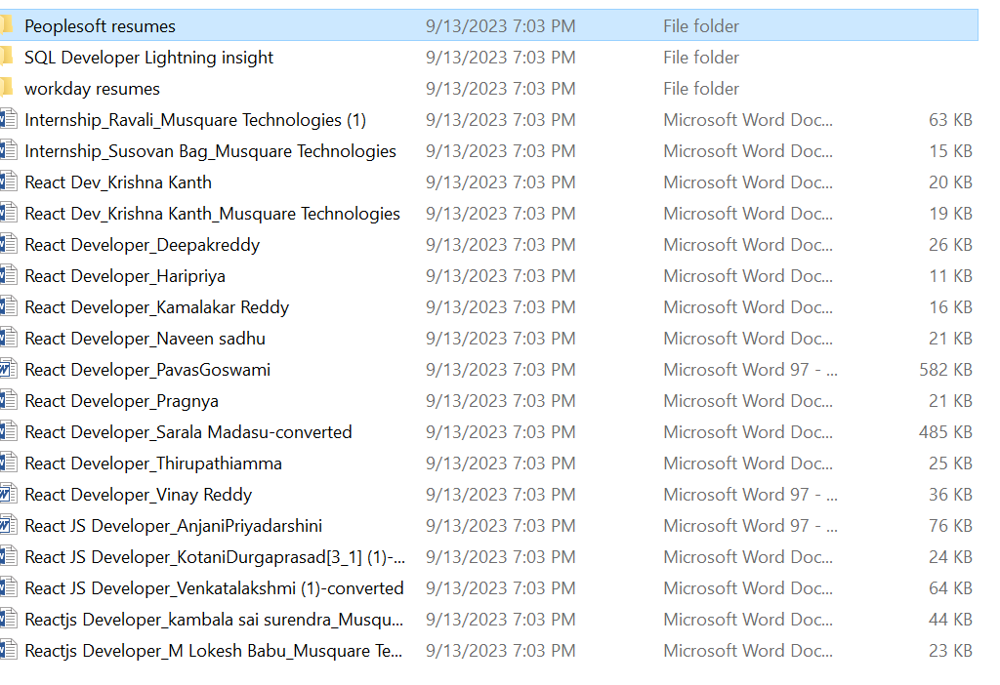 Peoplesoft resumes 9/13/2023 7:03 PM File folder
SQL Developer Lightning insight 9/13/2023 7:03 PM File folder
workday resumes 9/13/2023 7:03 PM File folder
Internship_Ravali_Musquare Technologies (1) 9/13/2023 7:03 PM Microsoft Word Doc... 63 KB
Internship_Susovan Bag_Musquare Technologies 9/13/2023 7:03 PM Microsoft Word Doc... 15 KB
React Dev_Krishna Kanth 9/13/2023 7:03 PM Microsoft Word Doc... 20 KB
React Dev_Krishna Kanth_Musquare Technologies 9/13/2023 7:03 PM Microsoft Word Doc... 19 KB
React Developer_Deepakreddy 9/13/2023 7:03 PM Microsoft Word Doc... 26 KB
React Developer_Haripriya 9/13/2023 7:03 PM Microsoft Word Doc... 11 KB
React Developer_Kamalakar Reddy 9/13/2023 7:03 PM Microsoft Word Doc... 16 KB
React Developer_Naveen sadhu 9/13/2023 7:03 PM Microsoft Word Doc... 21 KB
React Developer_PavasGoswami 9/13/2023 7:03 PM Microsoft Word 97 - ... 582 KB
React Developer_Pragnya 9/13/2023 7:03 PM Microsoft Word Doc... 21 KB
React Developer_Sarala Madasu-converted 9/13/2023 7:03 PM Microsoft Word Doc... 485 KB
React Developer_Thirupathiamma 9/13/2023 7:03 PM Microsoft Word Doc... 25 KB
React Developer_Vinay Reddy 9/13/2023 7:03 PM Microsoft Word 97 - ... 36 KB
React JS Developer_AnjaniPriyadarshini 9/13/2023 7:03 PM Microsoft Word 97 - ... 76 KB
React JS Developer_KotaniDurgaprasad[3_1] (1)-... 9/13/2023 7:03 PM Microsoft Word Doc... 24 KB
React JS Developer_Venkatalakshmi (1)-converted 9/13/2023 7:03 PM Microsoft Word Doc... 64 KB
Reactjs Developer_kambala sai surendra_Musqu... 9/13/2023 7:03 PM Microsoft Word Doc... 44 KB
Reactjs Developer_M Lokesh Babu_Musquare Te... 9/13/2023 7:03 PM Microsoft Word Doc... 23 KB